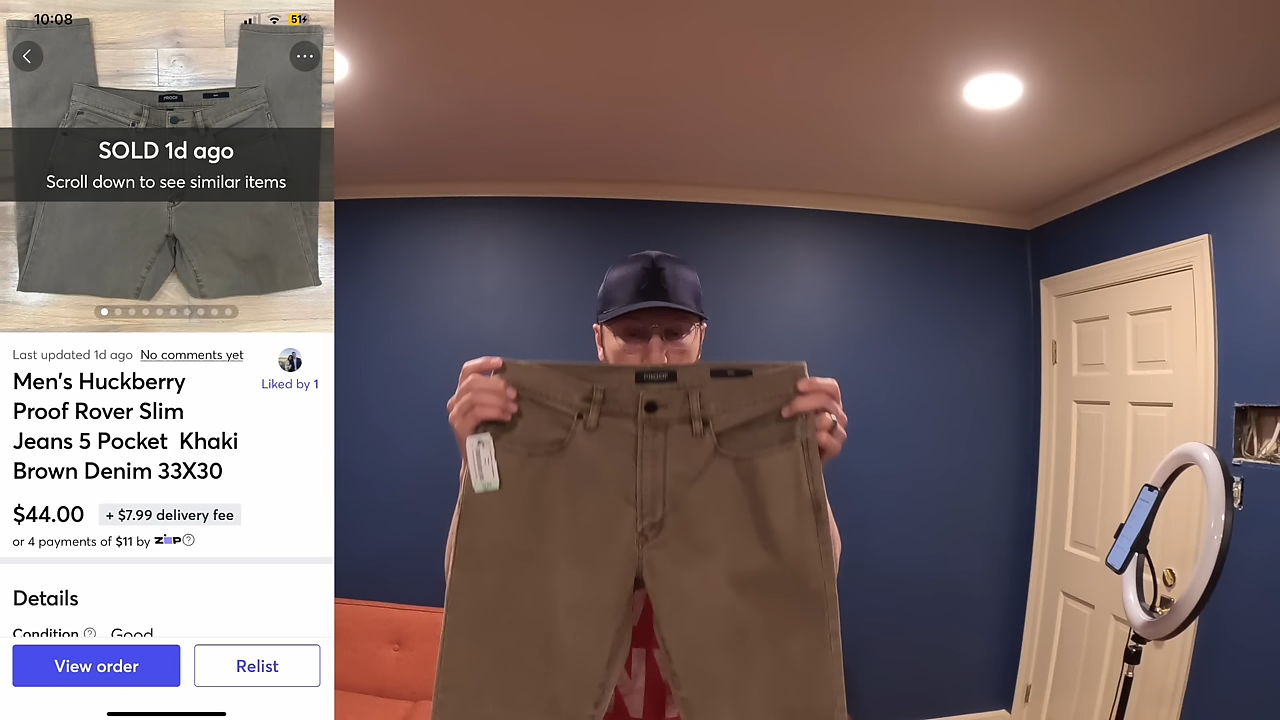 10:08
51
SOLD 1d ago
Scroll down to see similar items
Last updated 1d ago No comments yet
Liked by 1
Men's Huckberry
Proof Rover Slim
Jeans 5 Pocket Khaki
Brown Denim 33X30
$44.00 + $7.99 delivery fee
or 4 payments of $11 by ZIP
Details
Condition Good
View order Relist
PROOF
PROOF
N